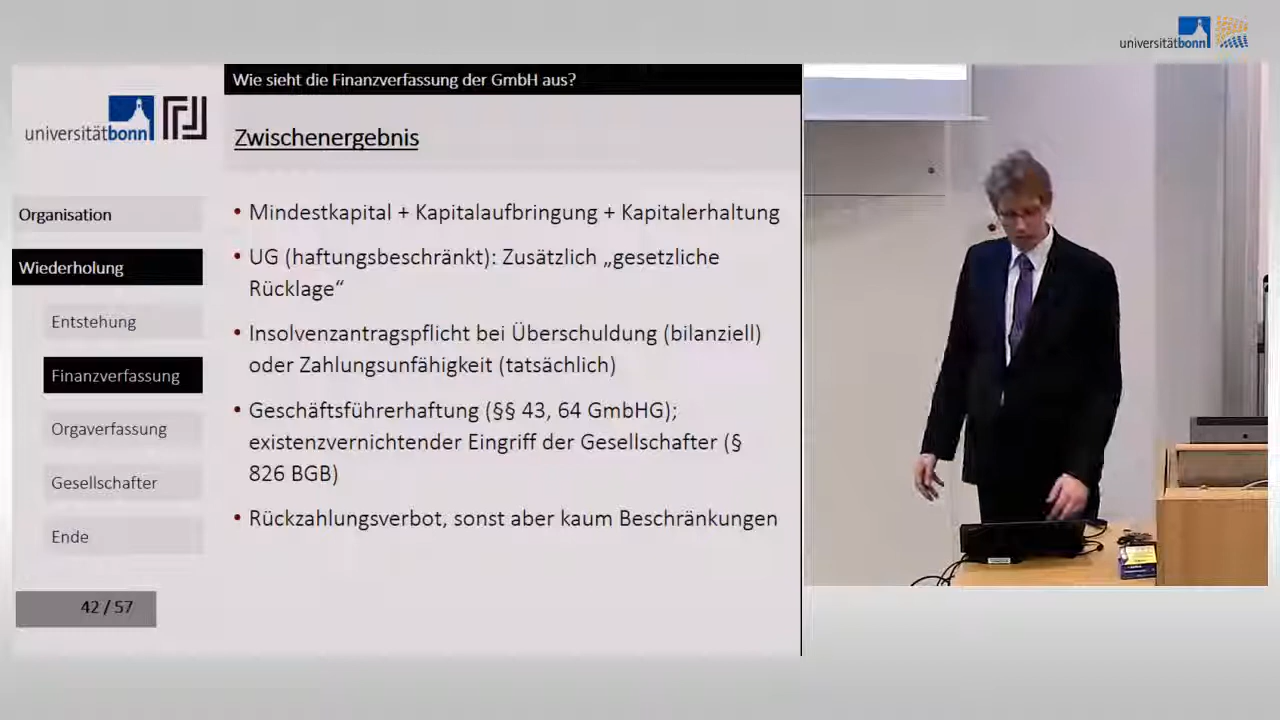 universitätbonn
Wie sieht die Finanzverfassung der GmbH aus?
universitätbonn
Zwischenergebnis
Organisation
Wiederholung
Entstehung
Finanzverfassung
Orgaverfassung
Gesellschafter
Ende
42 / 57
• Mindestkapital + Kapitalaufbringung + Kapitalerhaltung
• UG (haftungsbeschränkt): Zusätzlich „gesetzliche
Rücklage“
• Insolvenzantragspflicht bei Überschuldung (bilanziell)
oder Zahlungsunfähigkeit (tatsächlich)
• Geschäftsführerhaftung (§§ 43, 64 GmbHG);
existenzvernichtender Eingriff der Gesellschafter (§
826 BGB)
• Rückzahlungsverbot, sonst aber kaum Beschränkungen